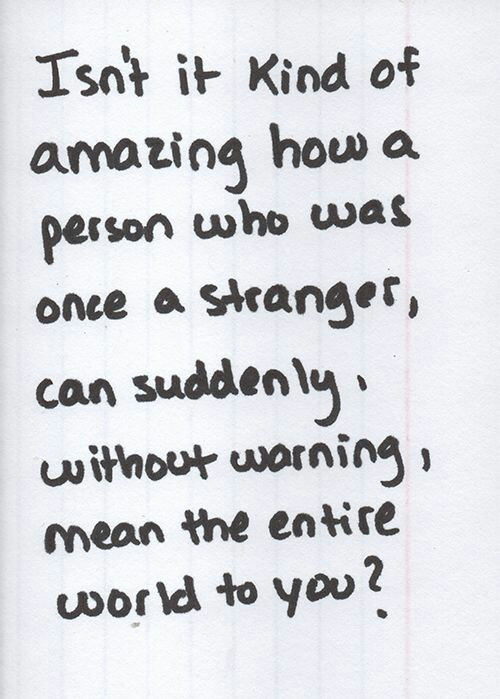 Isn't it kind of
amazing how a
person who was
once a stranger,
can suddenly,
without warning,
mean the entire
world to you?